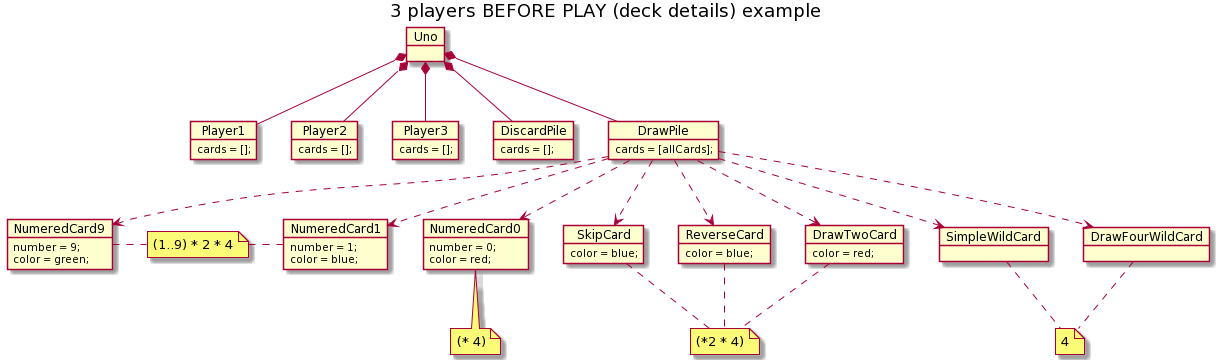 3 players BEFORE PLAY (deck details) example
Uno
Player1
cards = [];
Player2
cards = [];
Player3
cards = [];
DiscardPile
cards = [];
DrawPile
cards = [allCards];
NumeredCard9
number = 9;
color = green;
(1..9) * 2 * 4
NumeredCard1
number = 1;
color = blue;
NumeredCard0
number = 0;
color = red;
SkipCard
color = blue;
ReverseCard
color = blue;
DrawTwoCard
color = red;
SimpleWildCard
DrawFourWildCard
(* 4)
(*2 * 4)
4